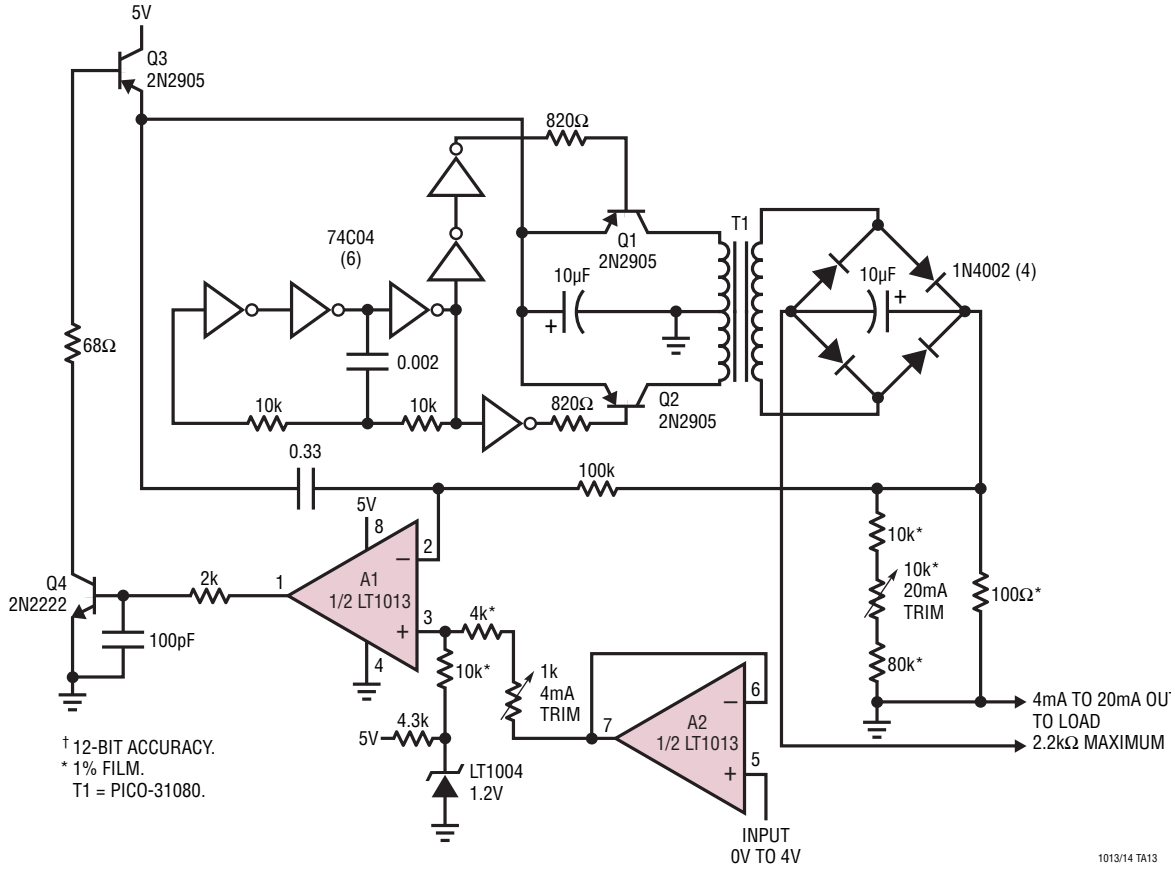 5V
Q3
2N2905
820Ω
Q1
2N2905
T1
74C04
(6)
10µF
+
10µF
+
1N4002 (4)
68Ω
0.002
10k
10k
820Ω
Q2
2N2905
0.33
100k
5V
8
2
–
A1
1/2 LT1013
1
3
+
4
2k
Q4
2N2222
100pF
4k*
10k*
1k
4mA
TRIM
5V
4.3k
LT1004
1.2V
6
–
A2
1/2 LT1013
7
5
+
INPUT
0V TO 4V
10k*
10k*
20mA
TRIM
80k*
100Ω*
4mA TO 20mA OUT
TO LOAD
2.2kΩ MAXIMUM
† 12-BIT ACCURACY.
* 1% FILM.
T1 = PICO-31080.
1013/14 TA13